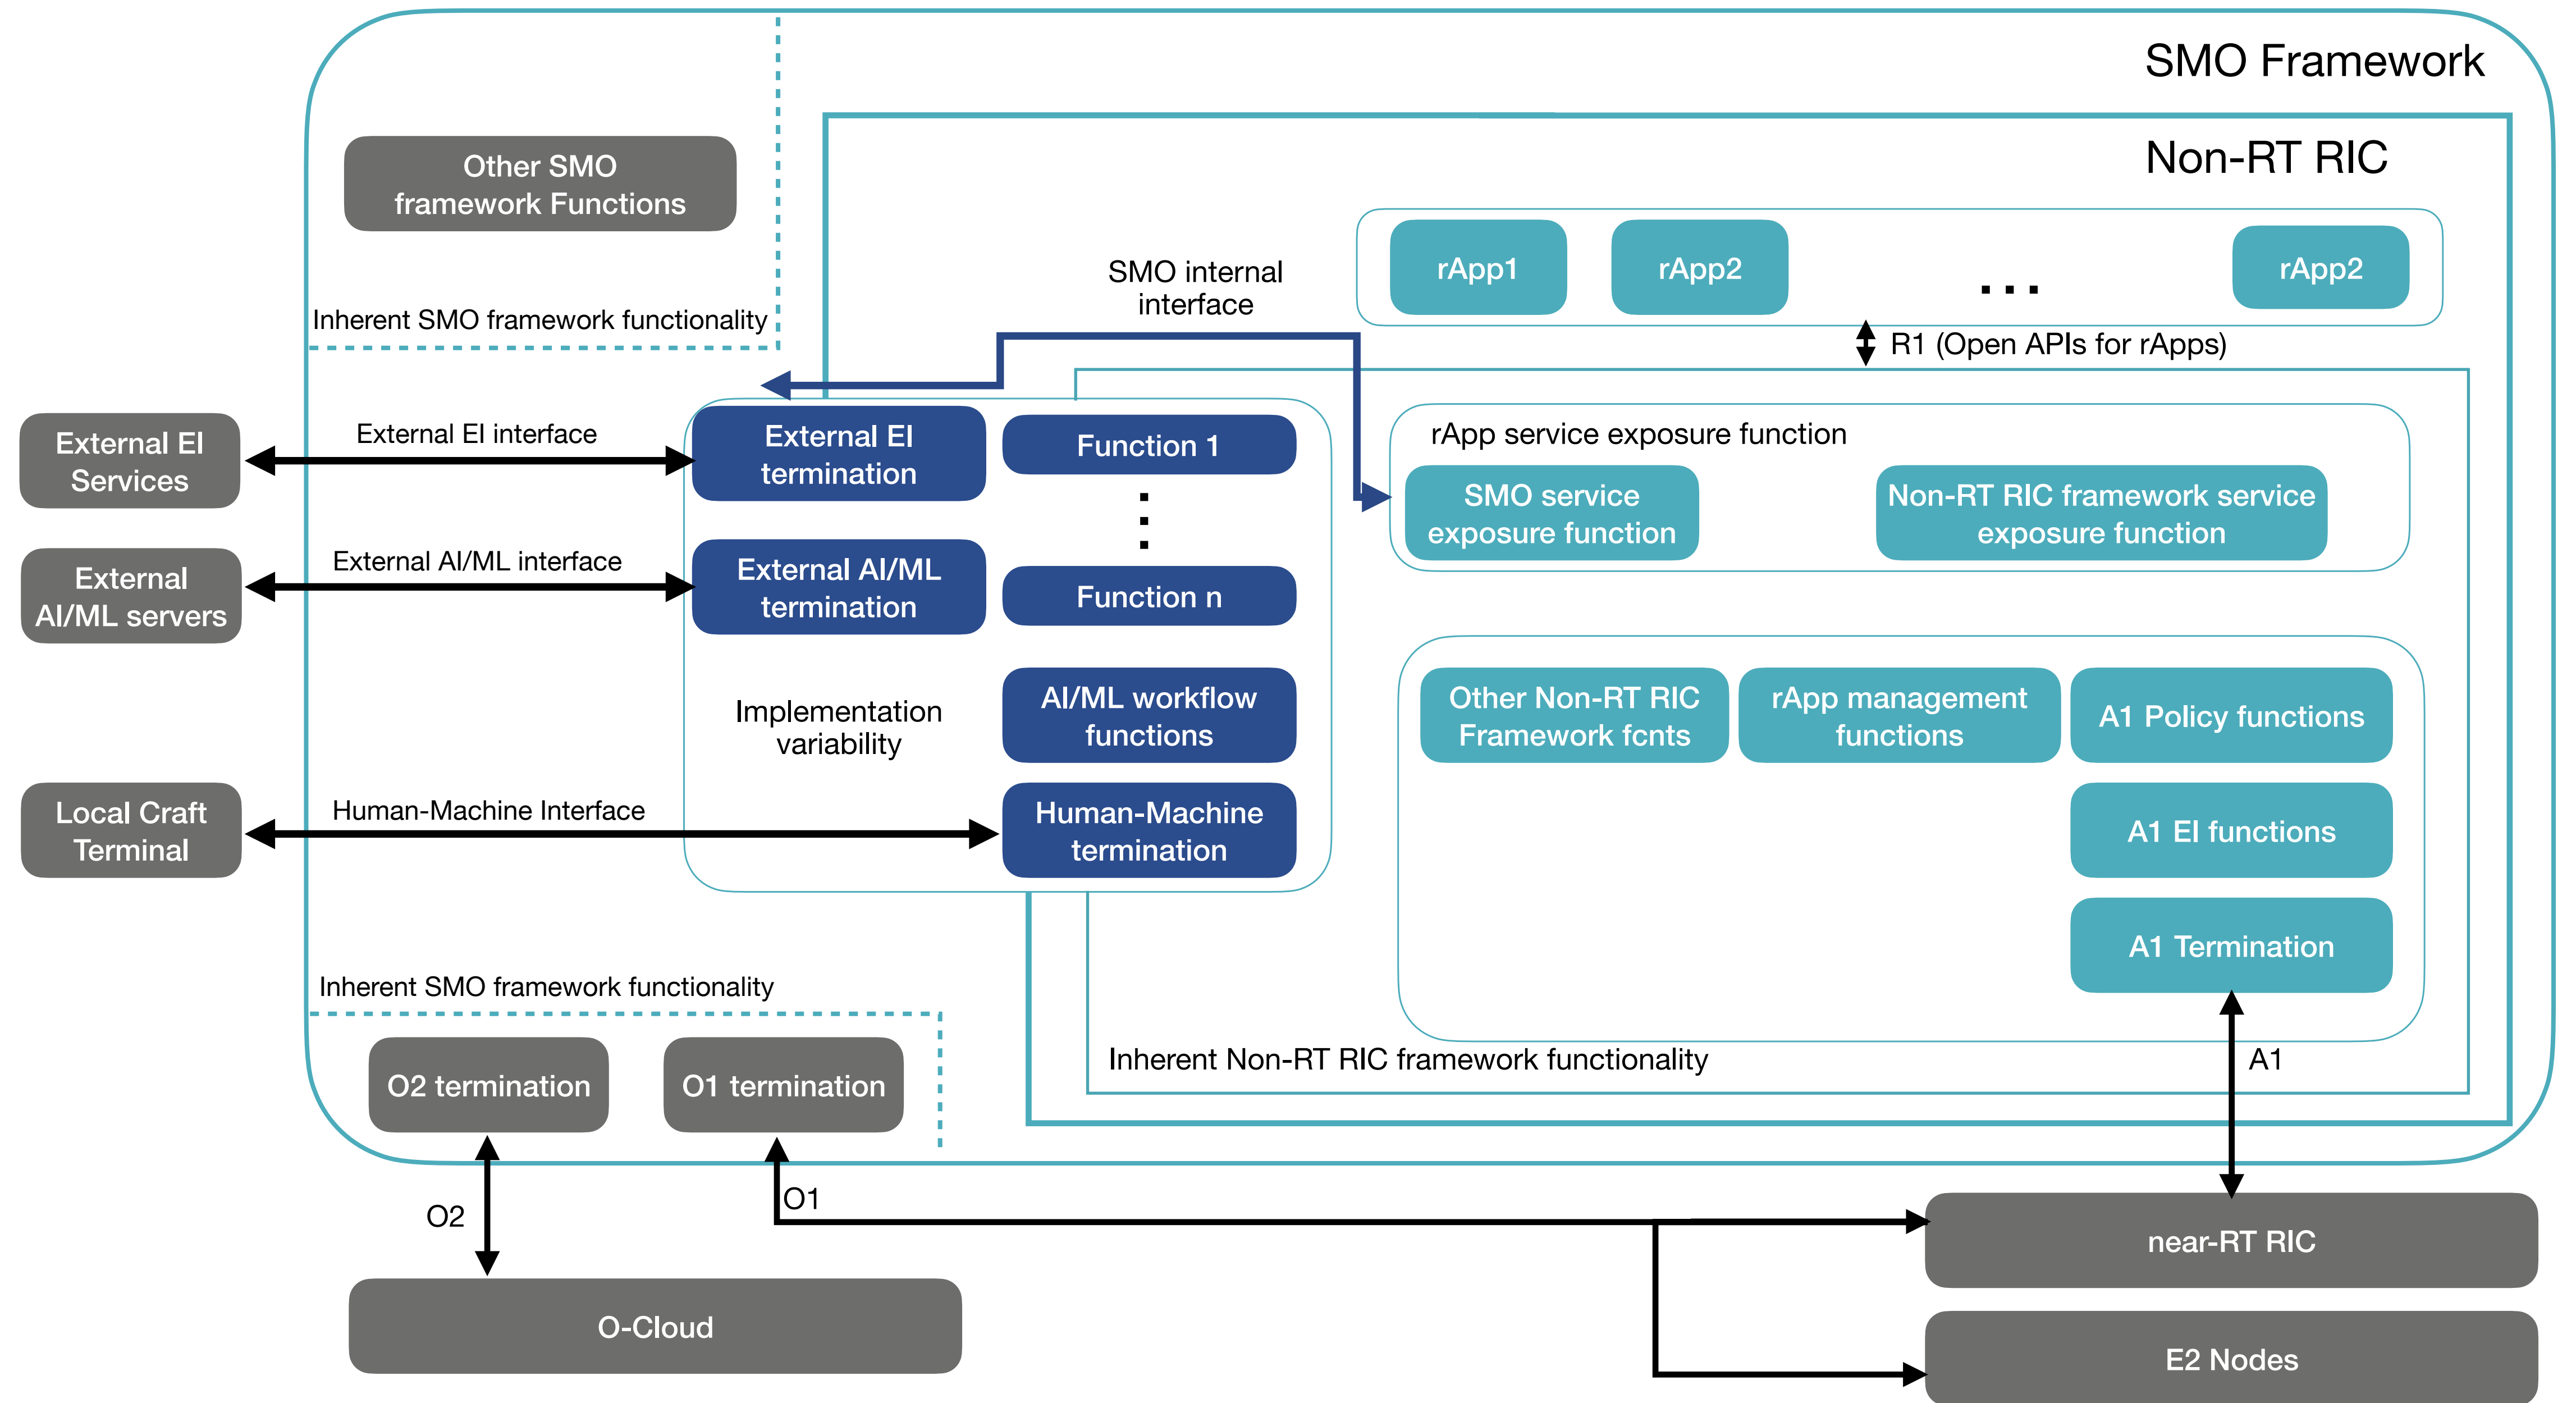 SMO Framework
Non-RT RIC
Other SMO
framework Functions
Inherent SMO framework functionality
SMO internal
interface
rApp1
rApp2
...
rApp2
R1 (Open APIs for rApps)
External EI
Services
External EI interface
External EI
termination
Function 1
rApp service exposure function
SMO service
exposure function
Non-RT RIC framework service
exposure function
External
AI/ML servers
External AI/ML interface
External AI/ML
termination
Function n
Implementation
variability
AI/ML workflow
functions
Other Non-RT RIC
Framework fcnts
rApp management
functions
A1 Policy functions
Local Craft
Terminal
Human-Machine Interface
Human-Machine
termination
A1 EI functions
A1 Termination
Inherent SMO framework functionality
O2 termination
O1 termination
Inherent Non-RT RIC framework functionality
A1
O2
O1
near-RT RIC
O-Cloud
E2 Nodes